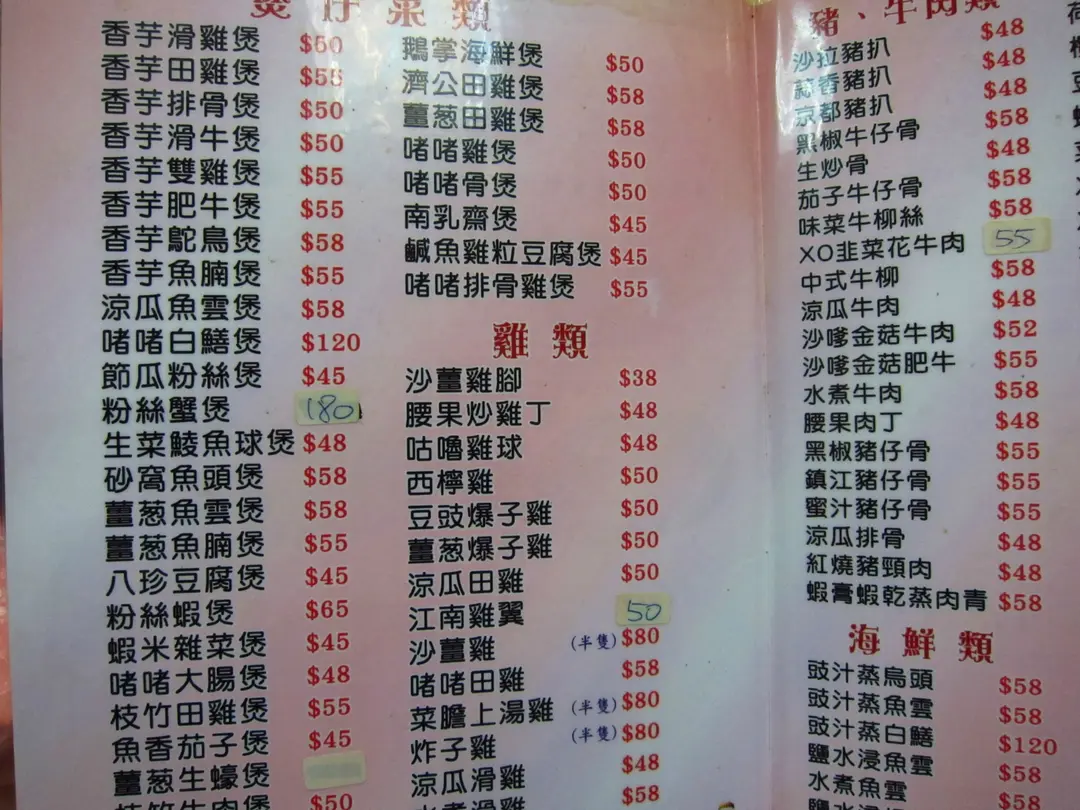 煲仔菜類
香芋滑雞煲 $50
香芋田雞煲 $55
香芋排骨煲 $50
香芋滑牛煲 $50
香芋雙雞煲 $55
香芋肥牛煲 $55
香芋鴕鳥煲 $58
香芋魚腩煲 $55
涼瓜魚雲煲 $58
啫啫白鱔煲 $120
節瓜粉絲煲 $45
粉絲蟹煲 180
生菜鯪魚球煲 $48
砂窩魚頭煲 $58
薑葱魚雲煲 $58
薑葱魚腩煲 $55
八珍豆腐煲 $45
粉絲蝦煲 $65
蝦米雜菜煲 $45
啫啫大腸煲 $48
枝竹田雞煲 $55
魚香茄子煲 $45
薑葱生蠔煲
枝竹牛肉煲 $50
鵝掌海鮮煲 $50
濟公田雞煲 $58
薑葱田雞煲 $58
啫啫雞煲 $50
啫啫骨煲 $50
南乳齋煲 $45
鹹魚雞粒豆腐煲 $45
啫啫排骨雞煲 $55
雞類
沙薑雞腳 $38
腰果炒雞丁 $48
咕嚕雞球 $48
西檸雞 $50
豆豉爆子雞 $50
薑葱爆子雞 $50
涼瓜田雞 $50
江南雞翼 50
沙薑雞 (半隻) $80
啫啫田雞 $58
菜膽上湯雞 (半隻) $80
炸子雞 (半隻) $80
涼瓜滑雞 $48
水煮滑雞 $58
豬、牛肉類
沙拉豬扒 $48
蒜香豬扒 $48
京都豬扒 $48
黑椒牛仔骨 $58
生炒骨 $48
茄子牛仔骨 $58
味菜牛柳絲 $58
XO韭菜花牛肉 55
中式牛柳 $58
涼瓜牛肉 $48
沙嗲金菇牛肉 $52
沙嗲金菇肥牛 $55
水煮牛肉 $58
腰果肉丁 $48
黑椒豬仔骨 $55
鎮江豬仔骨 $55
蜜汁豬仔骨 $55
涼瓜排骨 $48
紅燒豬頸肉 $48
蝦膏蝦乾蒸肉青 $58
海鮮類
豉汁蒸烏頭 $58
豉汁蒸魚雲 $58
豉汁蒸白鱔 $120
鹽水浸魚雲 $58
水煮魚雲 $58